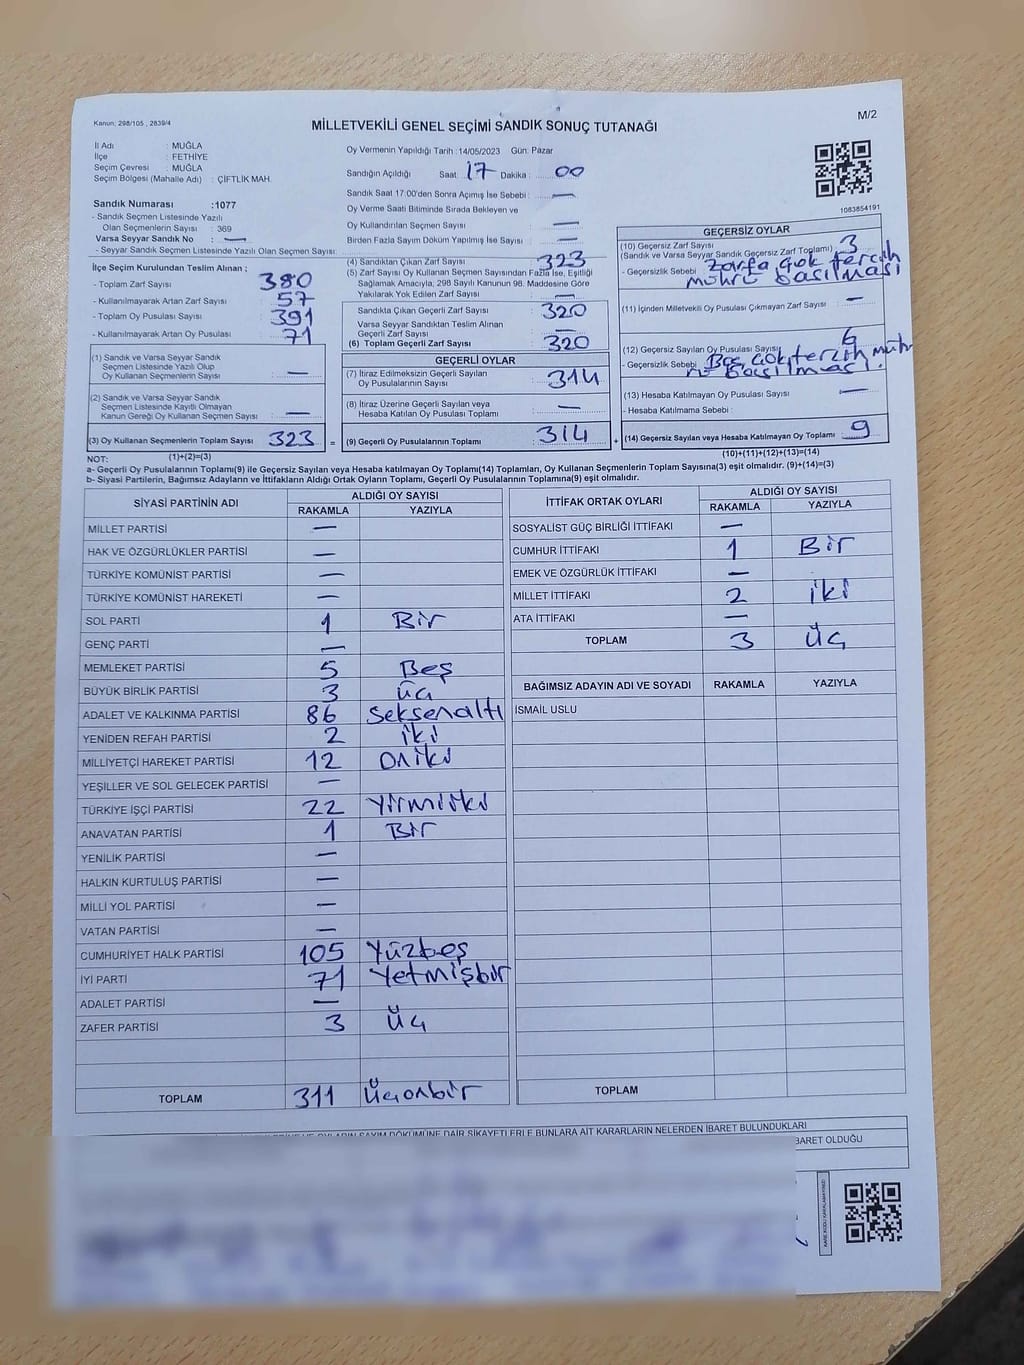 Kanun; 298/105 , 2839/4
M/2
MİLLETVEKİLİ GENEL SEÇİMİ SANDIK SONUÇ TUTANAĞI
İl Adı : MUĞLA
İlçe : FETHİYE
Seçim Çevresi : MUĞLA
Seçim Bölgesi (Mahalle Adı) : ÇİFTLİK MAH.
Sandık Numarası :1077
- Sandık Seçmen Listesinde Yazılı
Olan Seçmenlerin Sayısı : 369
Varsa Seyyar Sandık No : —
- Seyyar Sandık Seçmen Listesinde Yazılı Olan Seçmen Sayısı:
Oy Vermenin Yapıldığı Tarih :14/05/2023 Gün: Pazar
Sandığın Açıldığı Saat: 17 Dakika : 00
Sandık Saat 17:00'den Sonra Açımış İse Sebebi : —
Oy Verme Saati Bitiminde Sırada Bekleyen ve
Oy Kullandırılan Seçmen Sayısı : —
Birden Fazla Sayım Döküm Yapılmış İse Sayısı : —
1083854191
İlçe Seçim Kurulundan Teslim Alınan ;
- Toplam Zarf Sayısı : 380
- Kullanılmayarak Artan Zarf Sayısı : 57
- Toplam Oy Pusulası Sayısı : 391
- Kullanılmayarak Artan Oy Pusulası : 71
(1) Sandık ve Varsa Seyyar Sandık
Seçmen Listesinde Yazılı Olup
Oy Kullanan Seçmenlerin Sayısı : —
(2) Sandık ve Varsa Seyyar Sandık
Seçmen Listesinde Kayıtlı Olmayan
Kanun Gereği Oy Kullanan Seçmen Sayısı : —
(3) Oy Kullanan Seçmenlerin Toplam Sayısı : 323 =
(4) Sandıktan Çıkan Zarf Sayısı : 323
(5) Zarf Sayısı Oy Kullanan Seçmen Sayısından Fazla İse, Eşitliği
Sağlamak Amacıyla, 298 Sayılı Kanunun 98. Maddesine Göre
Yakılarak Yok Edilen Zarf Sayısı : —
Sandıkta Çıkan Geçerli Zarf Sayısı : 320
Varsa Seyyar Sandıktan Teslim Alınan
Geçerli Zarf Sayısı : —
(6) Toplam Geçerli Zarf Sayısı : 320
GEÇERLİ OYLAR
(7) İtiraz Edilmeksizin Geçerli Sayılan
Oy Pusulalarının Sayısı : 314
(8) İtiraz Üzerine Geçerli Sayılan veya
Hesaba Katılan Oy Pusulası Toplamı : —
(9) Geçerli Oy Pusulalarının Toplamı : 314 +
GEÇERSİZ OYLAR
(10) Geçersiz Zarf Sayısı
(Sandık ve Varsa Seyyar Sandık Geçersiz Zarf Toplamı) : 3
- Geçersizlik Sebebi : Zarfa çok tercih
mührü basılması
(11) İçinden Milletvekili Oy Pusulası Çıkmayan Zarf Sayısı : —
(12) Geçersiz Sayılan Oy Pusulası Sayısı : 6
- Geçersizlik Sebebi : Boş çok, tercih müh
basılması.
(13) Hesaba Katılmayan Oy Pusulası Sayısı : —
- Hesaba Katılmama Sebebi :
(14) Geçersiz Sayılan veya Hesaba Katılmayan Oy Toplamı : 9
NOT: (1)+(2)=(3)
(10)+(11)+(12)+(13)=(14)
a- Geçerli Oy Pusulalarının Toplamı(9) ile Geçersiz Sayılan veya Hesaba katılmayan Oy Toplamı(14) Toplamları, Oy Kullanan Seçmenlerin Toplam Sayısına(3) eşit olmalıdır. (9)+(14)=(3)
b- Siyasi Partilerin, Bağımsız Adayların ve İttifakların Aldığı Ortak Oyların Toplamı, Geçerli Oy Pusulalarının Toplamına(9) eşit olmalıdır.
SİYASİ PARTİNİN ADI ALDIĞI OY SAYISI
RAKAMLA YAZIYLA
MİLLET PARTİSİ —
HAK VE ÖZGÜRLÜKLER PARTİSİ —
TÜRKİYE KOMÜNİST PARTİSİ —
TÜRKİYE KOMÜNİST HAREKETİ —
SOL PARTİ 1 Bir
GENÇ PARTİ —
MEMLEKET PARTİSİ 5 Beş
BÜYÜK BİRLİK PARTİSİ 3 üç
ADALET VE KALKINMA PARTİSİ 86 Seksenaltı
YENİDEN REFAH PARTİSİ 2 iki
MİLLİYETÇİ HAREKET PARTİSİ 12 Oniki
YEŞİLLER VE SOL GELECEK PARTİSİ —
TÜRKİYE İŞÇİ PARTİSİ 22 Yirmiiki
ANAVATAN PARTİSİ 1 Bir
YENİLİK PARTİSİ —
HALKIN KURTULUŞ PARTİSİ —
MİLLİ YOL PARTİSİ —
VATAN PARTİSİ —
CUMHURİYET HALK PARTİSİ 105 Yüzbeş
İYİ PARTİ 71 Yetmişbir
ADALET PARTİSİ —
ZAFER PARTİSİ 3 Üç
TOPLAM 311 Üçonbir
İTTİFAK ORTAK OYLARI ALDIĞI OY SAYISI
RAKAMLA YAZIYLA
SOSYALİST GÜÇ BİRLİĞİ İTTİFAKI —
CUMHUR İTTİFAKI 1 Bir
EMEK VE ÖZGÜRLÜK İTTİFAKI —
MİLLET İTTİFAKI 2 iki
ATA İTTİFAKI —
TOPLAM 3 Üç
BAĞIMSIZ ADAYIN ADI VE SOYADI RAKAMLA YAZIYLA
İSMAİL USLU
TOPLAM
OYLARIN SAYIM DÖKÜMÜNE DAİR ŞİKAYETLERLE BUNLARA AİT KARARLARIN NELERDEN İBARET BULUNDUKLARI
İBARET OLDUĞU